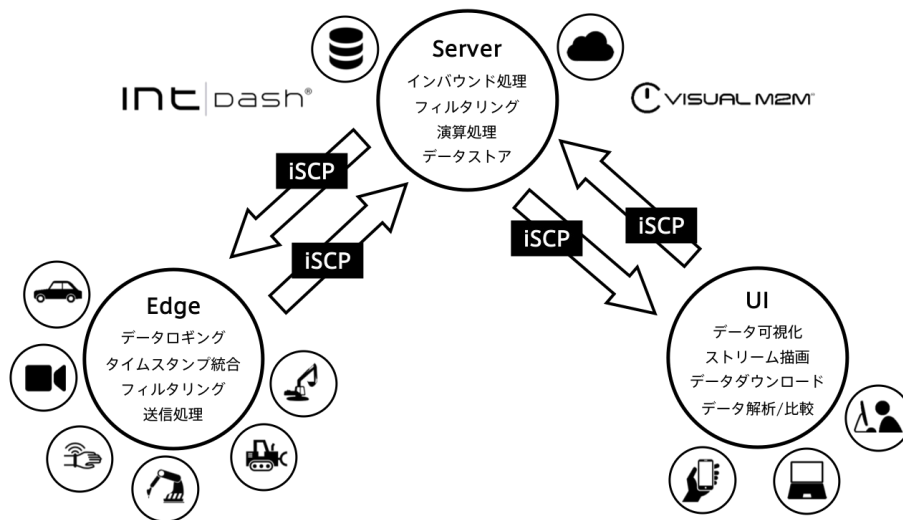 Server
インバウンド処理
フィルタリング
演算処理
データストア
INt|DASH®
VISUAL M2M™
iSCP
iSCP
iSCP
iSCP
Edge
データロギング
タイムスタンプ統合
フィルタリング
送信処理
UI
データ可視化
ストリーム描画
データダウンロード
データ解析/比較